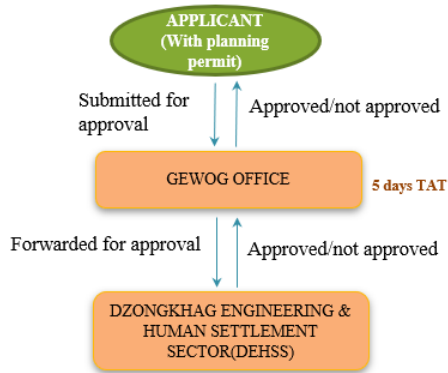 APPLICANT
(With planning
permit)
Submitted for
approval
Approved/not approved
GEWOG OFFICE
5 days TAT
Forwarded for approval
Approved/not approved
DZONGKHAG ENGINEERING &
HUMAN SETTLEMENT
SECTOR(DEHSS)